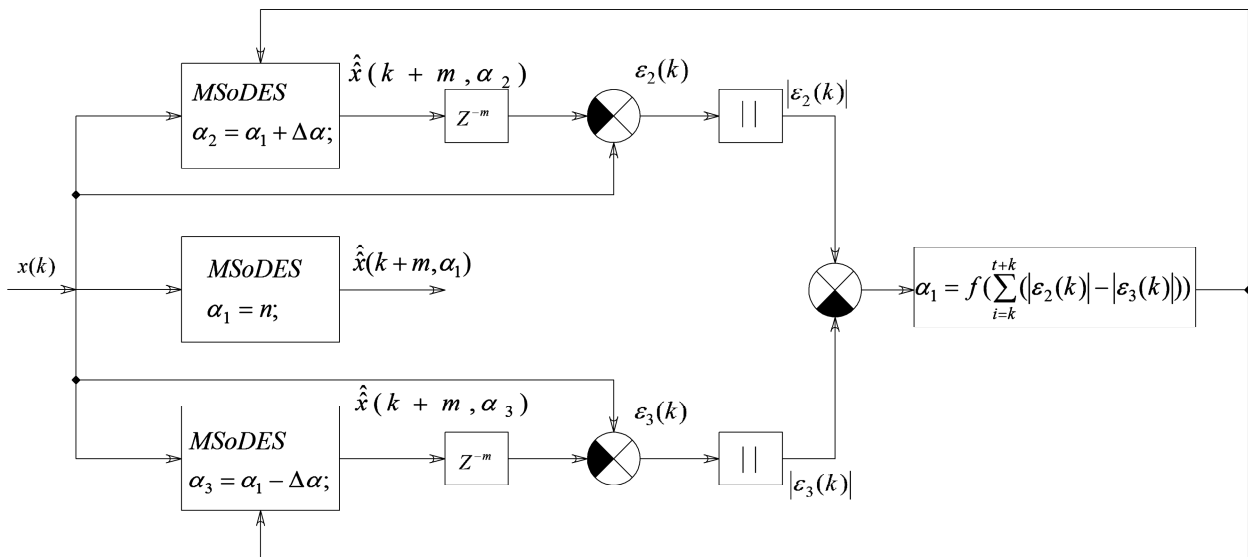 MSoDES
α₂ = α₁ + Δα;
x̂̂(k + m, α₂)
Z⁻ᵐ
ε₂(k)
| |
|ε₂(k)|
x(k)
MSoDES
α₁ = n;
x̂̂(k + m, α₁)
α₁ = f(∑_{i=k}^{t+k}(|ε₂(k)| − |ε₃(k)|))
MSoDES
α₃ = α₁ − Δα;
x̂̂(k + m, α₃)
Z⁻ᵐ
ε₃(k)
| |
|ε₃(k)|